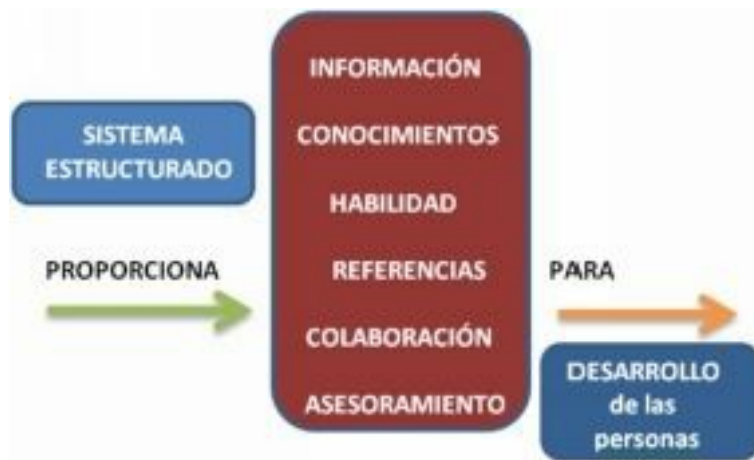 SISTEMA
ESTRUCTURADO
PROPORCIONA
INFORMACIÓN
CONOCIMIENTOS
HABILIDAD
REFERENCIAS
COLABORACIÓN
ASESORAMIENTO
PARA
DESARROLLO
de las
personas